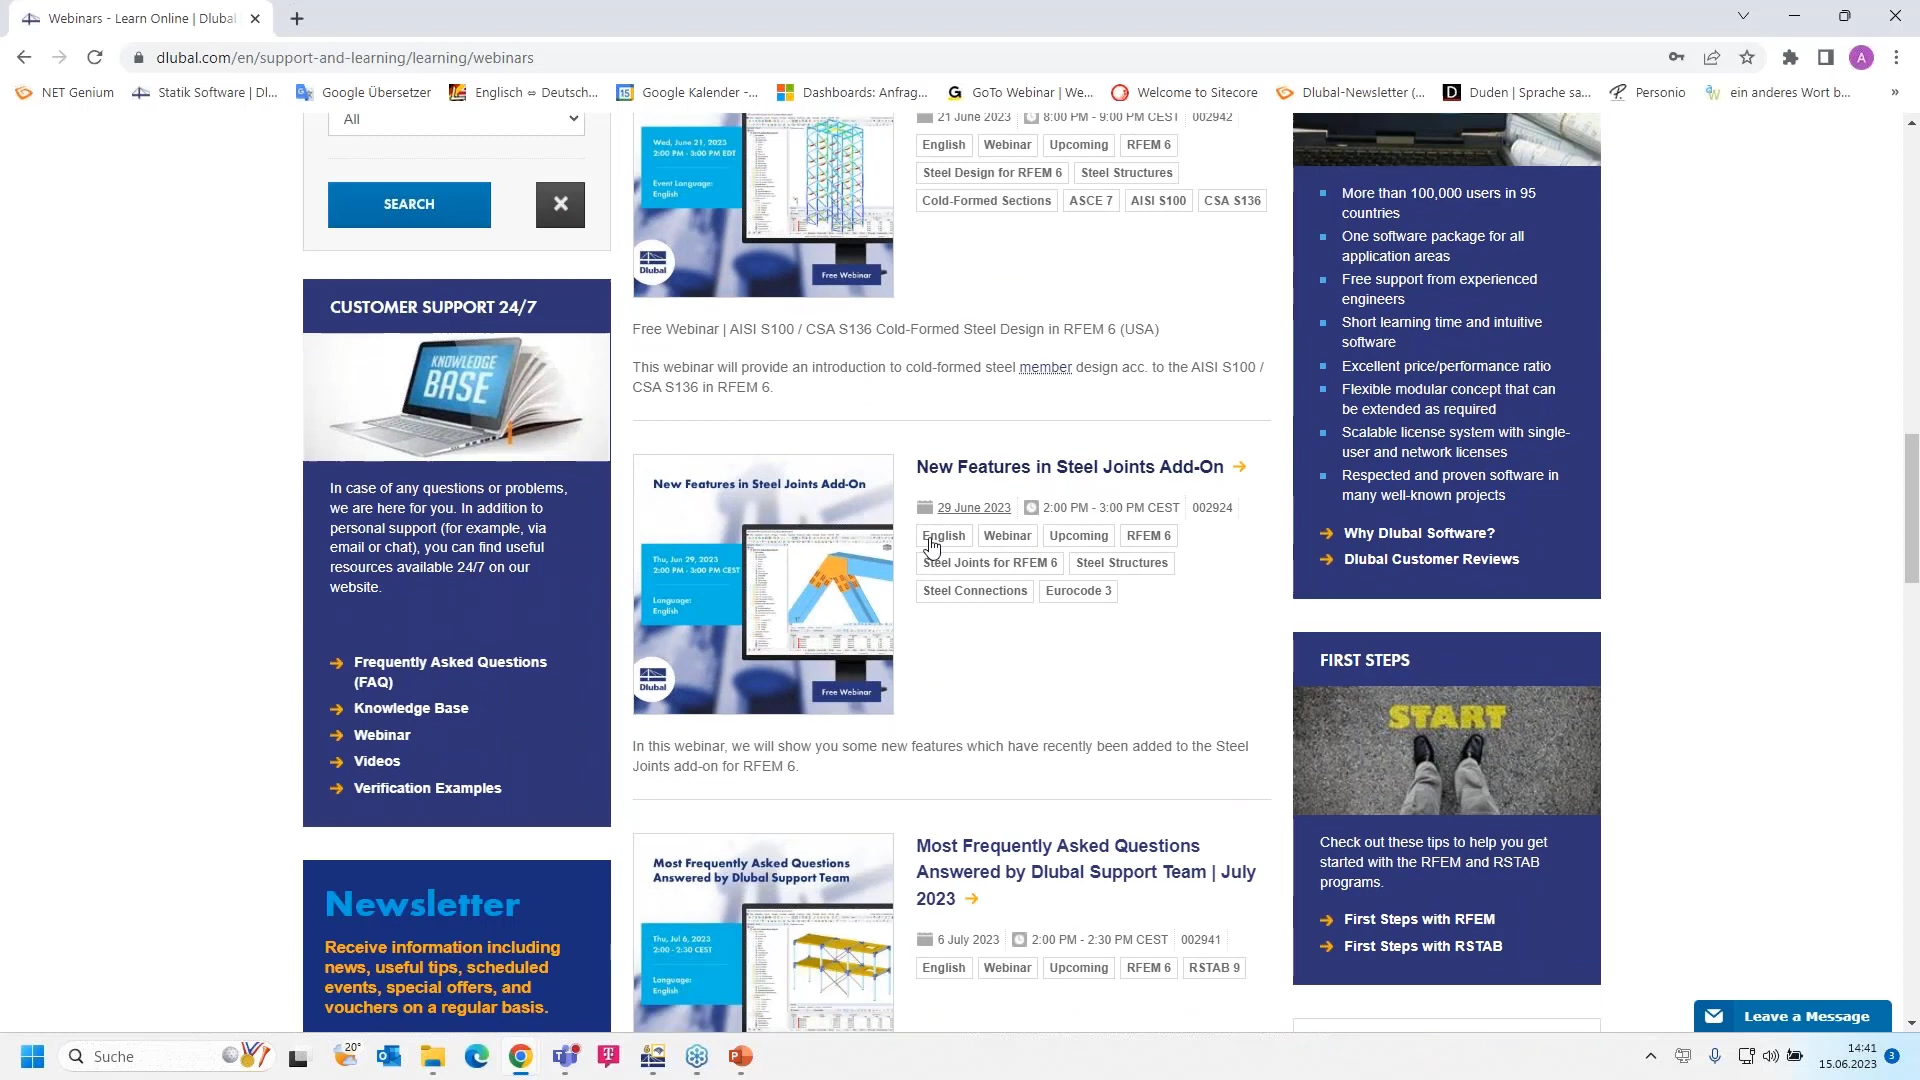 Webinars - Learn Online | Dlubal
dlubal.com/en/support-and-learning/learning/webinars
A
NET Genium
Statik Software | Dl...
Google Übersetzer
Englisch ⇔ Deutsch...
Google Kalender -...
Dashboards: Anfrag...
GoTo Webinar | We...
Welcome to Sitecore
Dlubal-Newsletter (...
Duden | Sprache sa...
Personio
ein anderes Wort b...
»
All
SEARCH
CUSTOMER SUPPORT 24/7
KNOWLEDGE
BASE
In case of any questions or problems,
we are here for you. In addition to
personal support (for example, via
email or chat), you can find useful
resources available 24/7 on our
website.
Frequently Asked Questions
(FAQ)
Knowledge Base
Webinar
Videos
Verification Examples
Newsletter
Receive information including
news, useful tips, scheduled
events, special offers, and
vouchers on a regular basis.
Wed, June 21, 2023
2:00 PM - 3:00 PM EDT
Event Language:
English
Dlubal
Free Webinar
21 June 2023 8:00 PM - 9:00 PM CEST 002942
English Webinar Upcoming RFEM 6
Steel Design for RFEM 6 Steel Structures
Cold-Formed Sections ASCE 7 AISI S100 CSA S136
Free Webinar | AISI S100 / CSA S136 Cold-Formed Steel Design in RFEM 6 (USA)
This webinar will provide an introduction to cold-formed steel member design acc. to the AISI S100 /
CSA S136 in RFEM 6.
New Features in Steel Joints Add-On
Thu, Jun 29, 2023
2:00 PM - 3:00 PM CEST
Language:
English
Dlubal
Free Webinar
New Features in Steel Joints Add-On
29 June 2023 2:00 PM - 3:00 PM CEST 002924
English Webinar Upcoming RFEM 6
Steel Joints for RFEM 6 Steel Structures
Steel Connections Eurocode 3
In this webinar, we will show you some new features which have recently been added to the Steel
Joints add-on for RFEM 6.
Most Frequently Asked Questions
Answered by Dlubal Support Team
Thu, Jul 6, 2023
2:00 - 2:30 PM CEST
Language:
English
Most Frequently Asked Questions
Answered by Dlubal Support Team | July
2023
6 July 2023 2:00 PM - 2:30 PM CEST 002941
English Webinar Upcoming RFEM 6 RSTAB 9
More than 100,000 users in 95
countries
One software package for all
application areas
Free support from experienced
engineers
Short learning time and intuitive
software
Excellent price/performance ratio
Flexible modular concept that can
be extended as required
Scalable license system with single-
user and network licenses
Respected and proven software in
many well-known projects
Why Dlubal Software?
Dlubal Customer Reviews
FIRST STEPS
START
Check out these tips to help you get
started with the RFEM and RSTAB
programs.
First Steps with RFEM
First Steps with RSTAB
Leave a Message
Suche
20°
14:41
15.06.2023
3